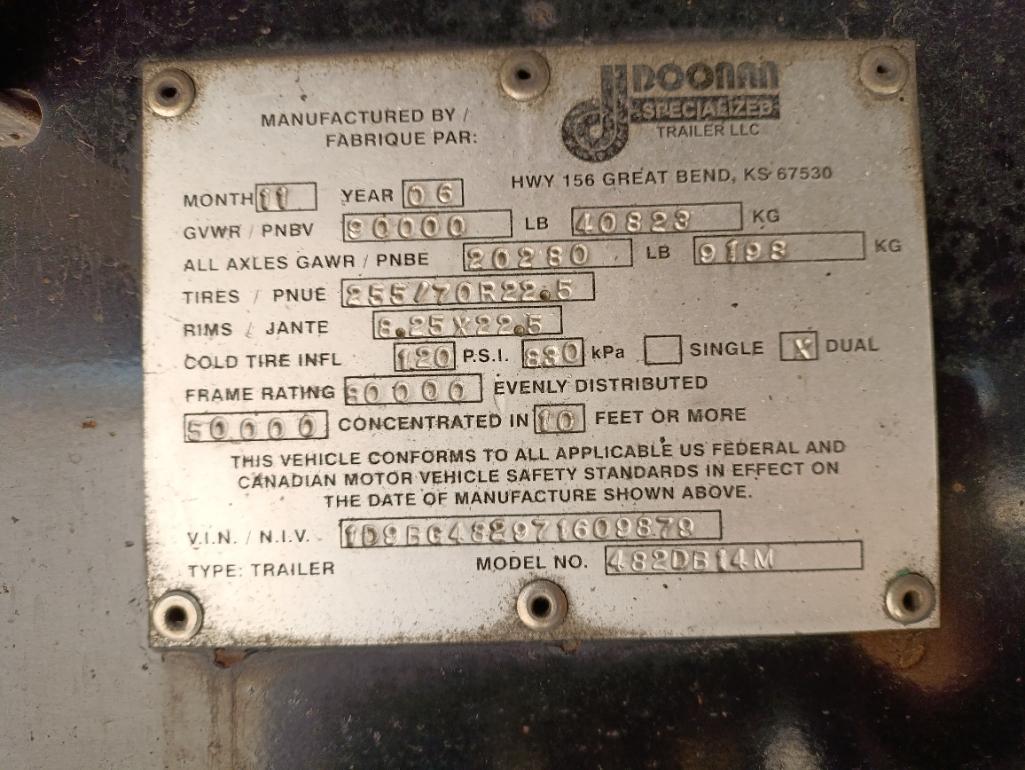 DOONAN
SPECIALIZED
TRAILER LLC
MANUFACTURED BY /
FABRIQUE PAR:
HWY 156 GREAT BEND, KS 67530
MONTH 11 YEAR 06
GVWR / PNBV 90000 LB 40823 KG
ALL AXLES GAWR / PNBE 20280 LB 9198 KG
TIRES / PNUE 255/70R22.5
RIMS / JANTE 8.25X22.5
COLD TIRE INFL 120 P.S.I. 830 kPa SINGLE X DUAL
FRAME RATING EVENLY DISTRIBUTED
50000 CONCENTRATED IN 10 FEET OR MORE
THIS VEHICLE CONFORMS TO ALL APPLICABLE US FEDERAL AND
CANADIAN MOTOR VEHICLE SAFETY STANDARDS IN EFFECT ON
THE DATE OF MANUFACTURE SHOWN ABOVE.
V.I.N. / N.I.V. 1D9BG482971609879
TYPE: TRAILER MODEL NO. 482DB14M